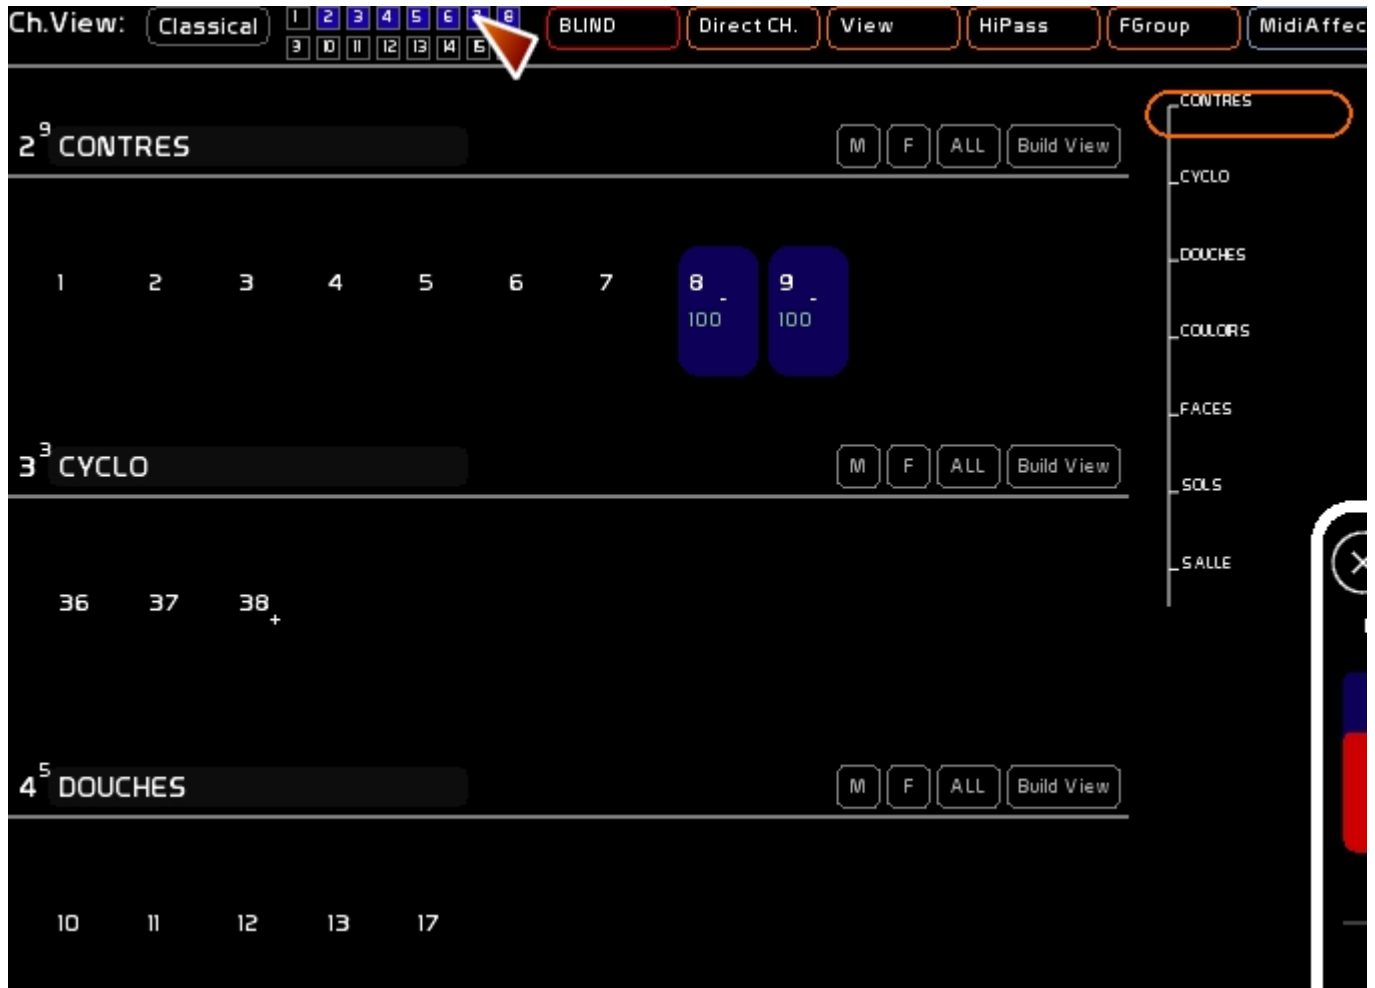 Ch.View: Classical 1 2 3 4 5 6 7 8 BLIND Direct CH. View HiPass FGroup MidiAffec
9 10 11 12 13 14 15
CONTRES
2 9 CONTRES M F ALL Build View
CYCLO
DOUCHES
1 2 3 4 5 6 7 8 - 9 -
100 100
COULOIRS
FACES
3 3 CYCLO M F ALL Build View
SOLS
SALLE
36 37 38 +
4 5 DOUCHES M F ALL Build View
10 11 12 13 17